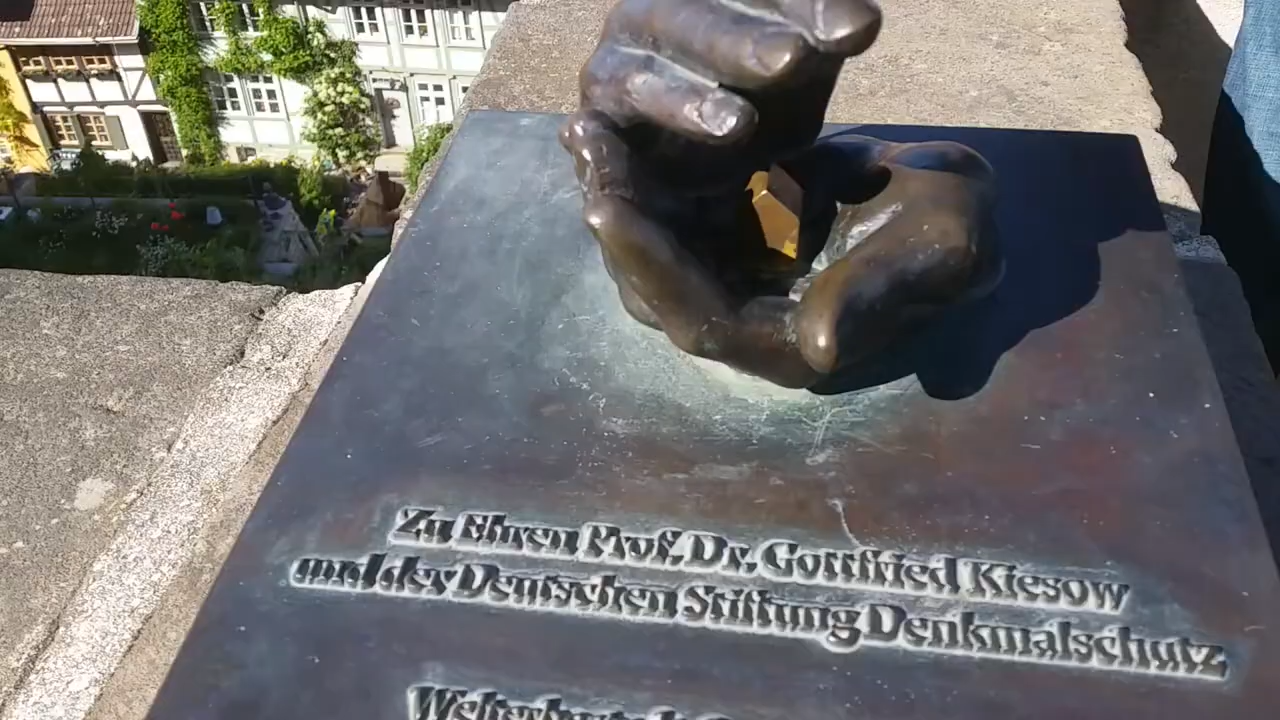 Zu Ehren Prof. Dr. Gottfried Kiesow
und der Deutschen Stiftung Denkmalschutz